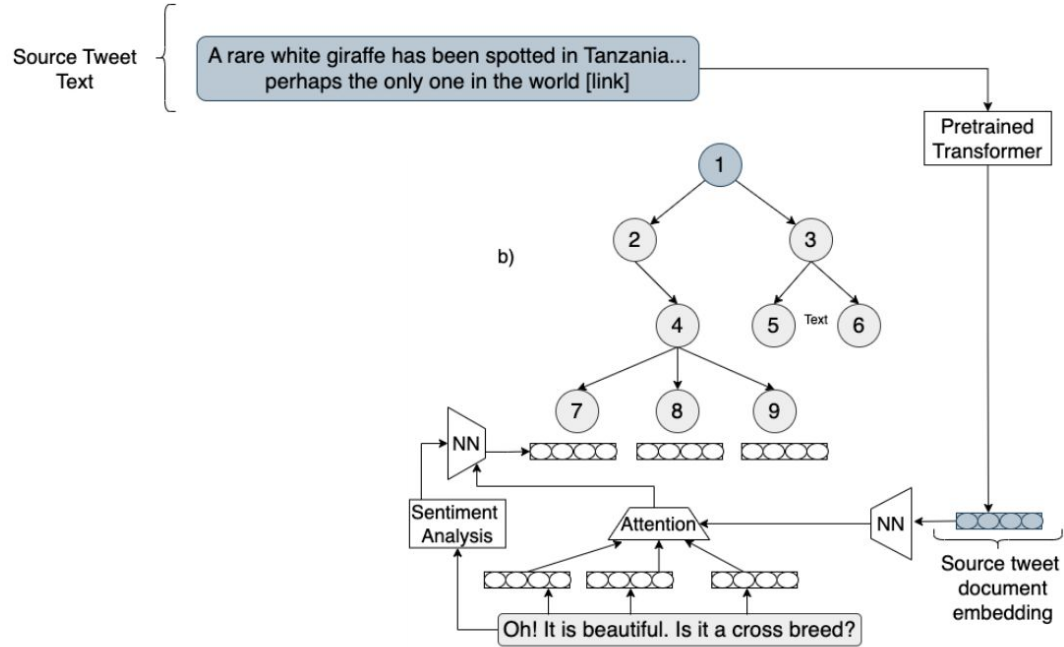 Source Tweet
Text
A rare white giraffe has been spotted in Tanzania...
perhaps the only one in the world [link]
Pretrained
Transformer
1
2
3
b)
4
5
Text
6
7
8
9
NN
Sentiment
Analysis
Attention
NN
Source tweet
document
embedding
Oh! It is beautiful. Is it a cross breed?